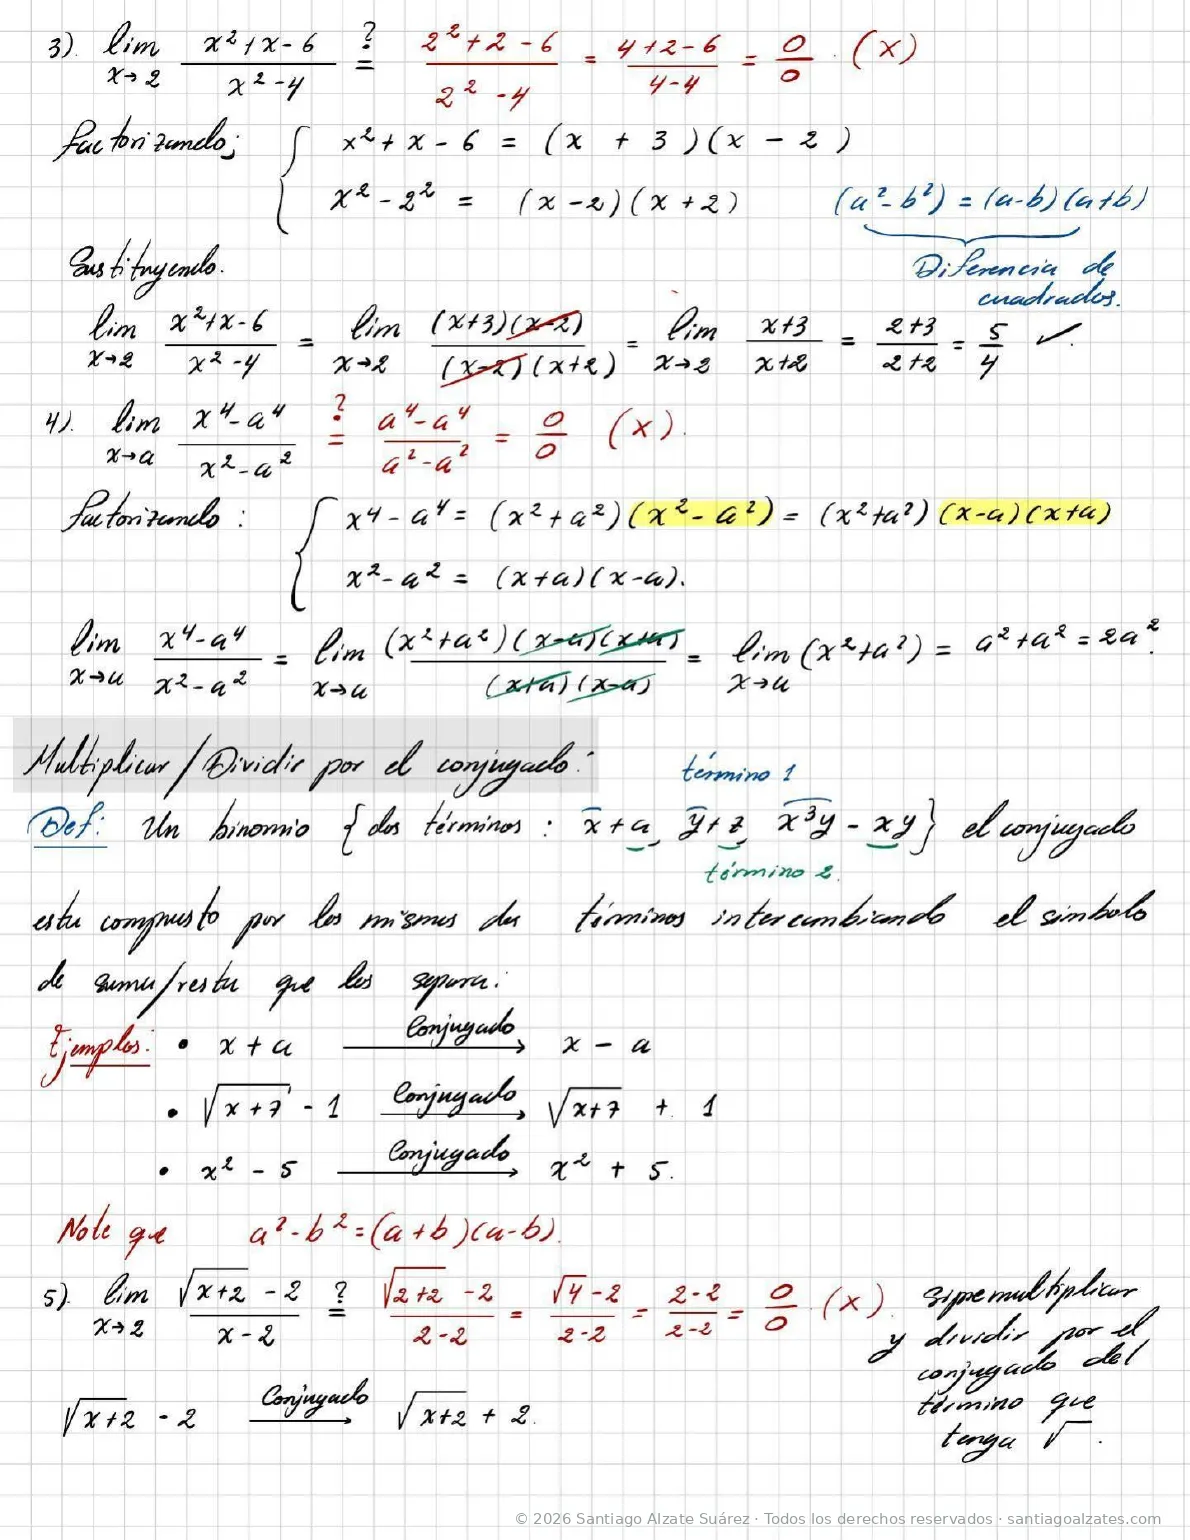 3). lim x→2 (x² + x - 6)/(x² - 4) ?= (2² + 2 - 6)/(2² - 4) = (4 + 2 - 6)/(4 - 4) = 0/0 . (x)
factorizando; { x² + x - 6 = (x + 3)(x - 2)
x² - 2² = (x - 2)(x + 2) (a² - b²) = (a-b)(a+b)
Diferencia de
cuadrados.
Sustituyendo.
lim x→2 (x² + x - 6)/(x² - 4) = lim x→2 (x+3)(x-2)/(x-2)(x+2) = lim x→2 (x+3)/(x+2) = (2+3)/(2+2) = 5/4 ✓.
4). lim x→a (x⁴ - a⁴)/(x² - a²) ?= (a⁴ - a⁴)/(a² - a²) = 0/0 (x).
factorizando : { x⁴ - a⁴ = (x² + a²)(x² - a²) = (x² + a²)(x-a)(x+a)
x² - a² = (x+a)(x-a).
lim x→a (x⁴ - a⁴)/(x² - a²) = lim x→a (x² + a²)(x-a)(x+a)/(x+a)(x-a) = lim x→a (x² + a²) = a² + a² = 2a².
Multiplicar / Dividir por el conjugado:
término 1
Def: Un binomio {dos términos : x + a, y + z, x³y - xy} el conjugado
término 2.
esta compuesto por los mismos dos términos intercambiando el simbolo
de suma/resta que los separa:
Ejemplos: • x + a Conjugado → x - a
• √(x+7) - 1 Conjugado → √(x+7) + 1
• x² - 5 Conjugado → x² + 5.
Note que a² - b² = (a+b)(a-b).
5). lim x→2 (√(x+2) - 2)/(x - 2) ?= (√(2+2) - 2)/(2-2) = (√4 - 2)/(2-2) = (2-2)/(2-2) = 0/0 . (x).
multiplicar
y dividir por el
conjugado del
término que
tenga √ .
√(x+2) - 2 Conjugado → √(x+2) + 2.
© 2026 Santiago Alzate Suárez · Todos los derechos reservados · santiagoalzates.com